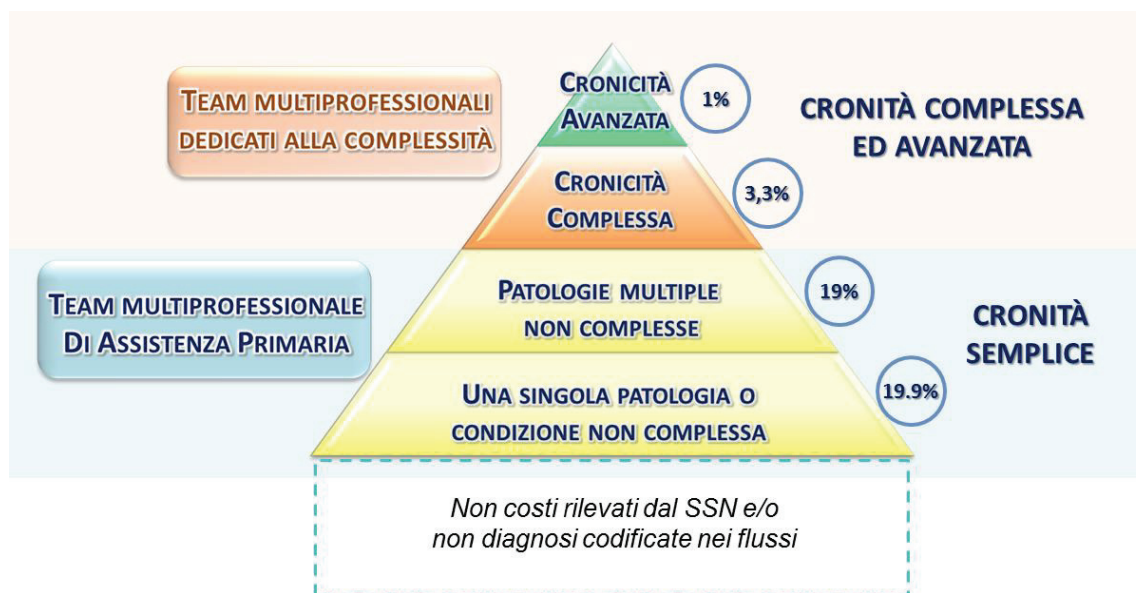 CRONICITÀ
AVANZATA
1%
TEAM MULTIPROFESSIONALI
DEDICATI ALLA COMPLESSITÀ
CRONITÀ COMPLESSA
ED AVANZATA
CRONICITÀ
COMPLESSA
3,3%
TEAM MULTIPROFESSIONALE
DI ASSISTENZA PRIMARIA
PATOLOGIE MULTIPLE
NON COMPLESSE
19%
CRONITÀ
SEMPLICE
UNA SINGOLA PATOLOGIA O
CONDIZIONE NON COMPLESSA
19.9%
Non costi rilevati dal SSN e/o
non diagnosi codificate nei flussi